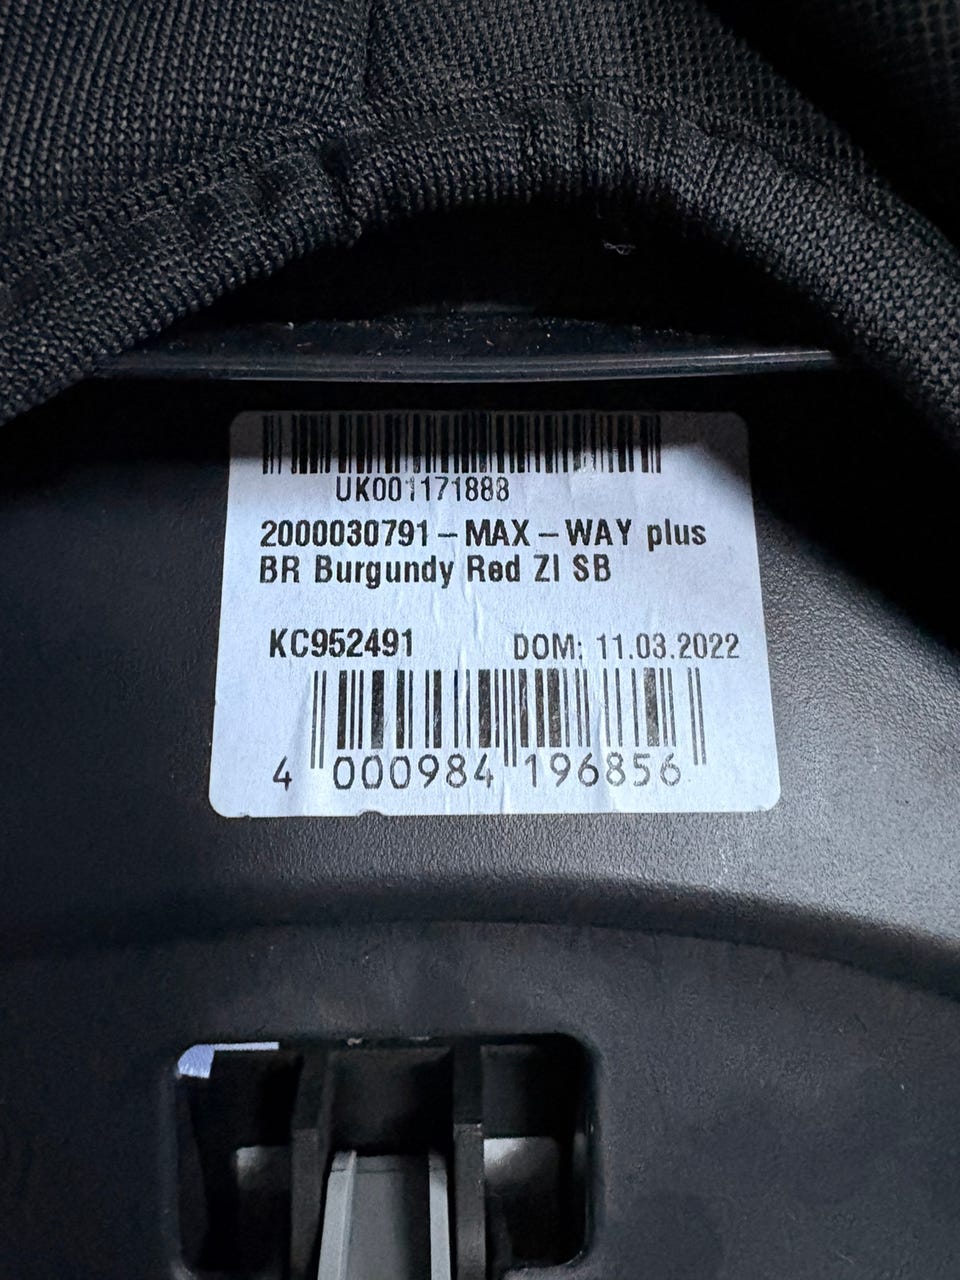 UK001171888
2000030791-MAX-WAY plus
BR Burgundy Red ZI SB
KC952491 DOM: 11.03.2022
4 000984 196856